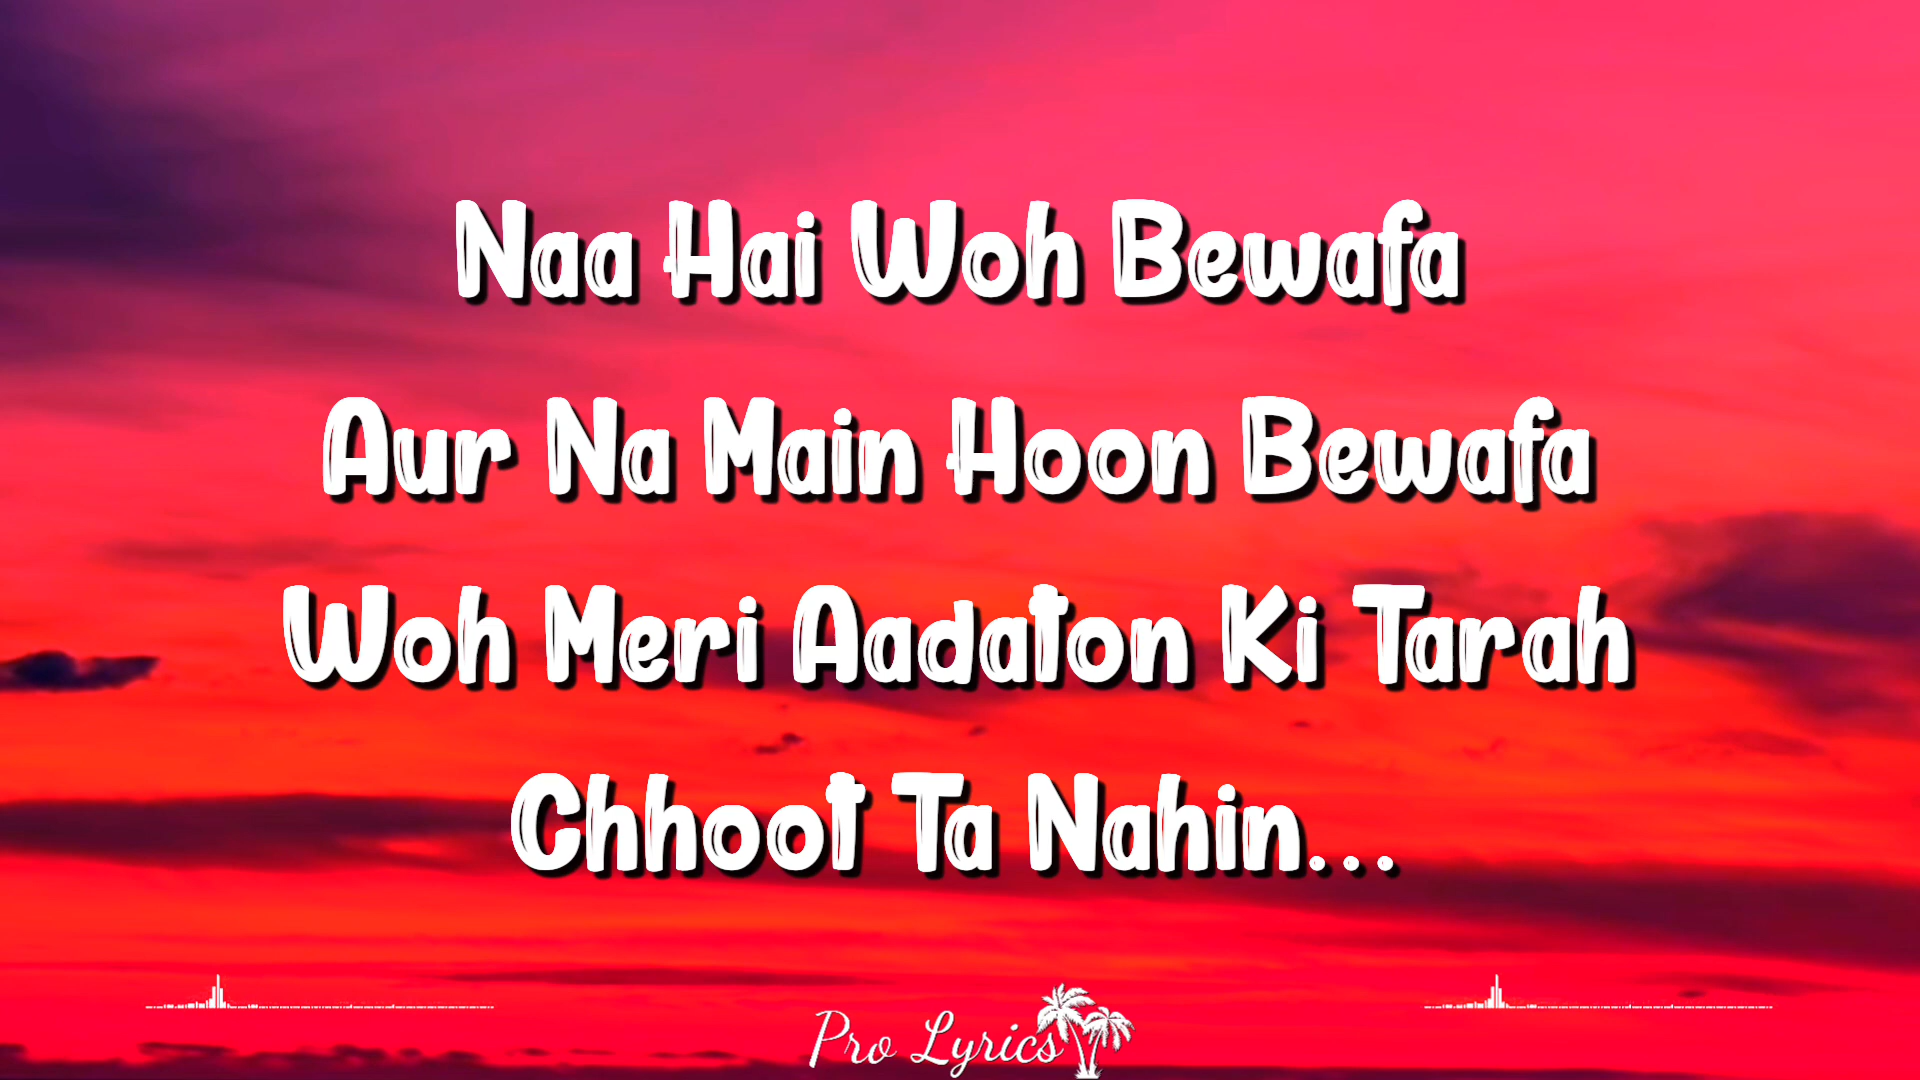 Naa Hai Woh Bewafa
Aur Na Main Hoon Bewafa
Woh Meri Aadaton Ki Tarah
Chhoot Ta Nahin...
Pro Lyrics